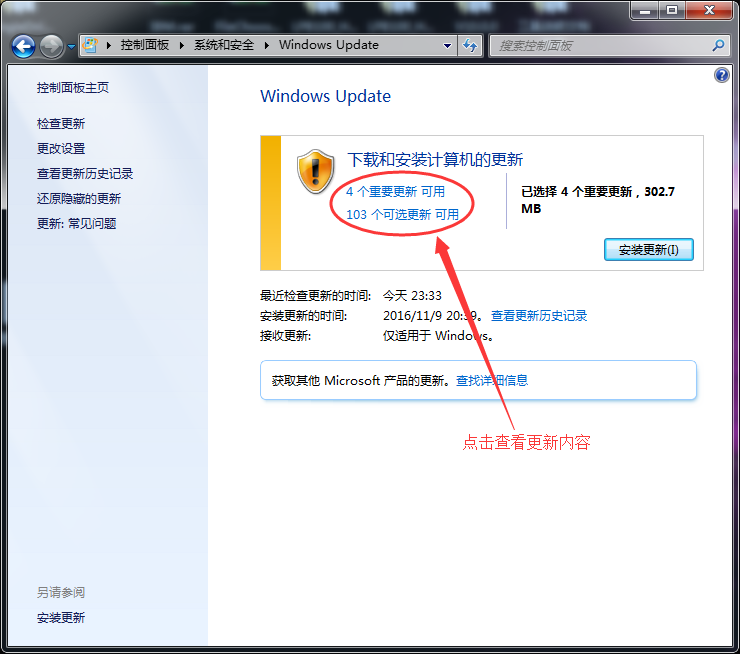 控制面板 系统和安全 Windows Update
搜索控制面板
控制面板主页
检查更新
更改设置
查看更新历史记录
还原隐藏的更新
更新: 常见问题
Windows Update
下载和安装计算机的更新
4 个重要更新 可用
103 个可选更新 可用
已选择 4 个重要更新，302.7
MB
安装更新(I)
最近检查更新的时间: 今天 23:33
安装更新的时间: 2016/11/9 20:39。 查看更新历史记录
接收更新: 仅适用于 Windows。
获取其他 Microsoft 产品的更新。 查找详细信息
点击查看更新内容
另请参阅
安装更新